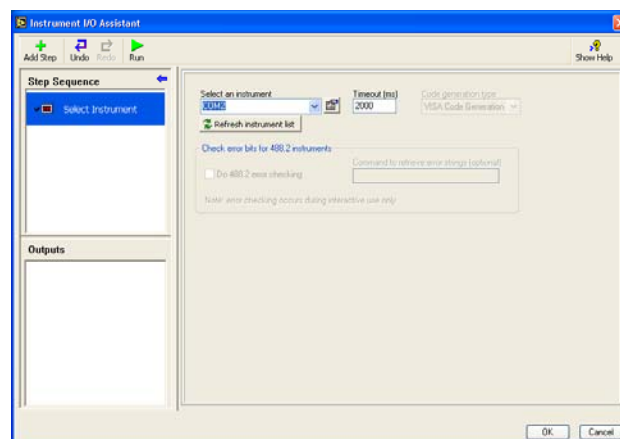 Instrument I/O Assistant
Add Step Undo Redo Run Show Help
Step Sequence
Select Instrument
Select an instrument Timeout (ms) Code generation type
COM2 2000 VISA Code Generation
Refresh instrument list
Check error bits for 488.2 instruments
Command to retrieve error strings (optional)
Do 488.2 error checking
Note: error checking occurs during interactive use only
Outputs
OK Cancel